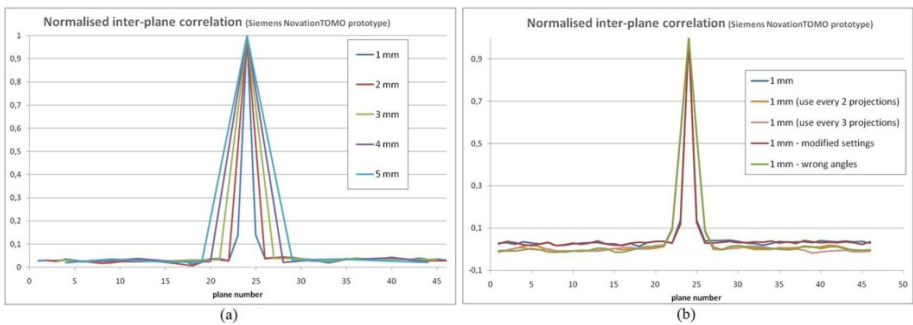 Normalised inter-plane correlation (Siemens NovationTOMO prototype)
1
0,9
0,8
0,7
0,6
0,5
0,4
0,3
0,2
0,1
0
0 5 10 15 20 25 30 35 40 45
plane number
1 mm
2 mm
3 mm
4 mm
5 mm
(a)
Normalised inter-plane correlation (Siemens NovationTOMO prototype)
0,9
0,7
0,5
0,3
0,1
-0,1
0 5 10 15 20 25 30 35 40 45 50
plane number
1 mm
1 mm (use every 2 projections)
1 mm (use every 3 projections)
1 mm - modified settings
1 mm - wrong angles
(b)